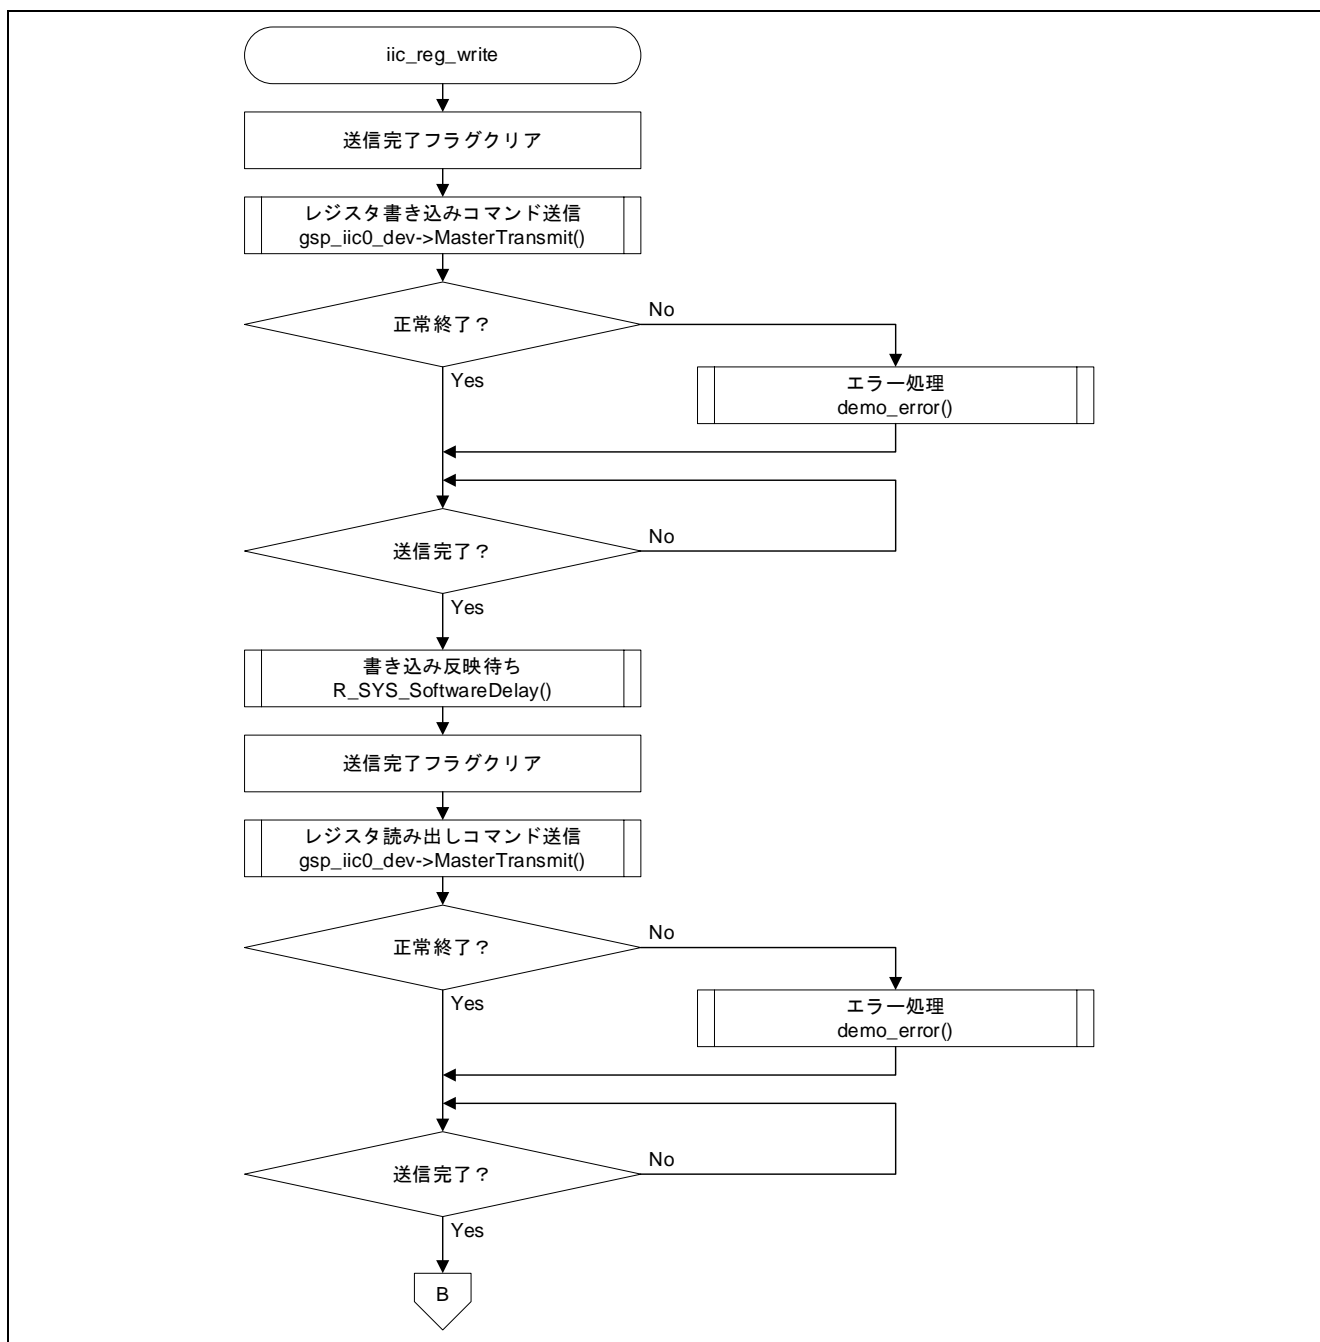 iic_reg_write
送信完了フラグクリア
レジスタ書き込みコマンド送信
gsp_iic0_dev->MasterTransmit()
正常終了？
No
Yes
エラー処理
demo_error()
送信完了？
No
Yes
書き込み反映待ち
R_SYS_SoftwareDelay()
送信完了フラグクリア
レジスタ読み出しコマンド送信
gsp_iic0_dev->MasterTransmit()
正常終了？
No
Yes
エラー処理
demo_error()
送信完了？
No
Yes
B